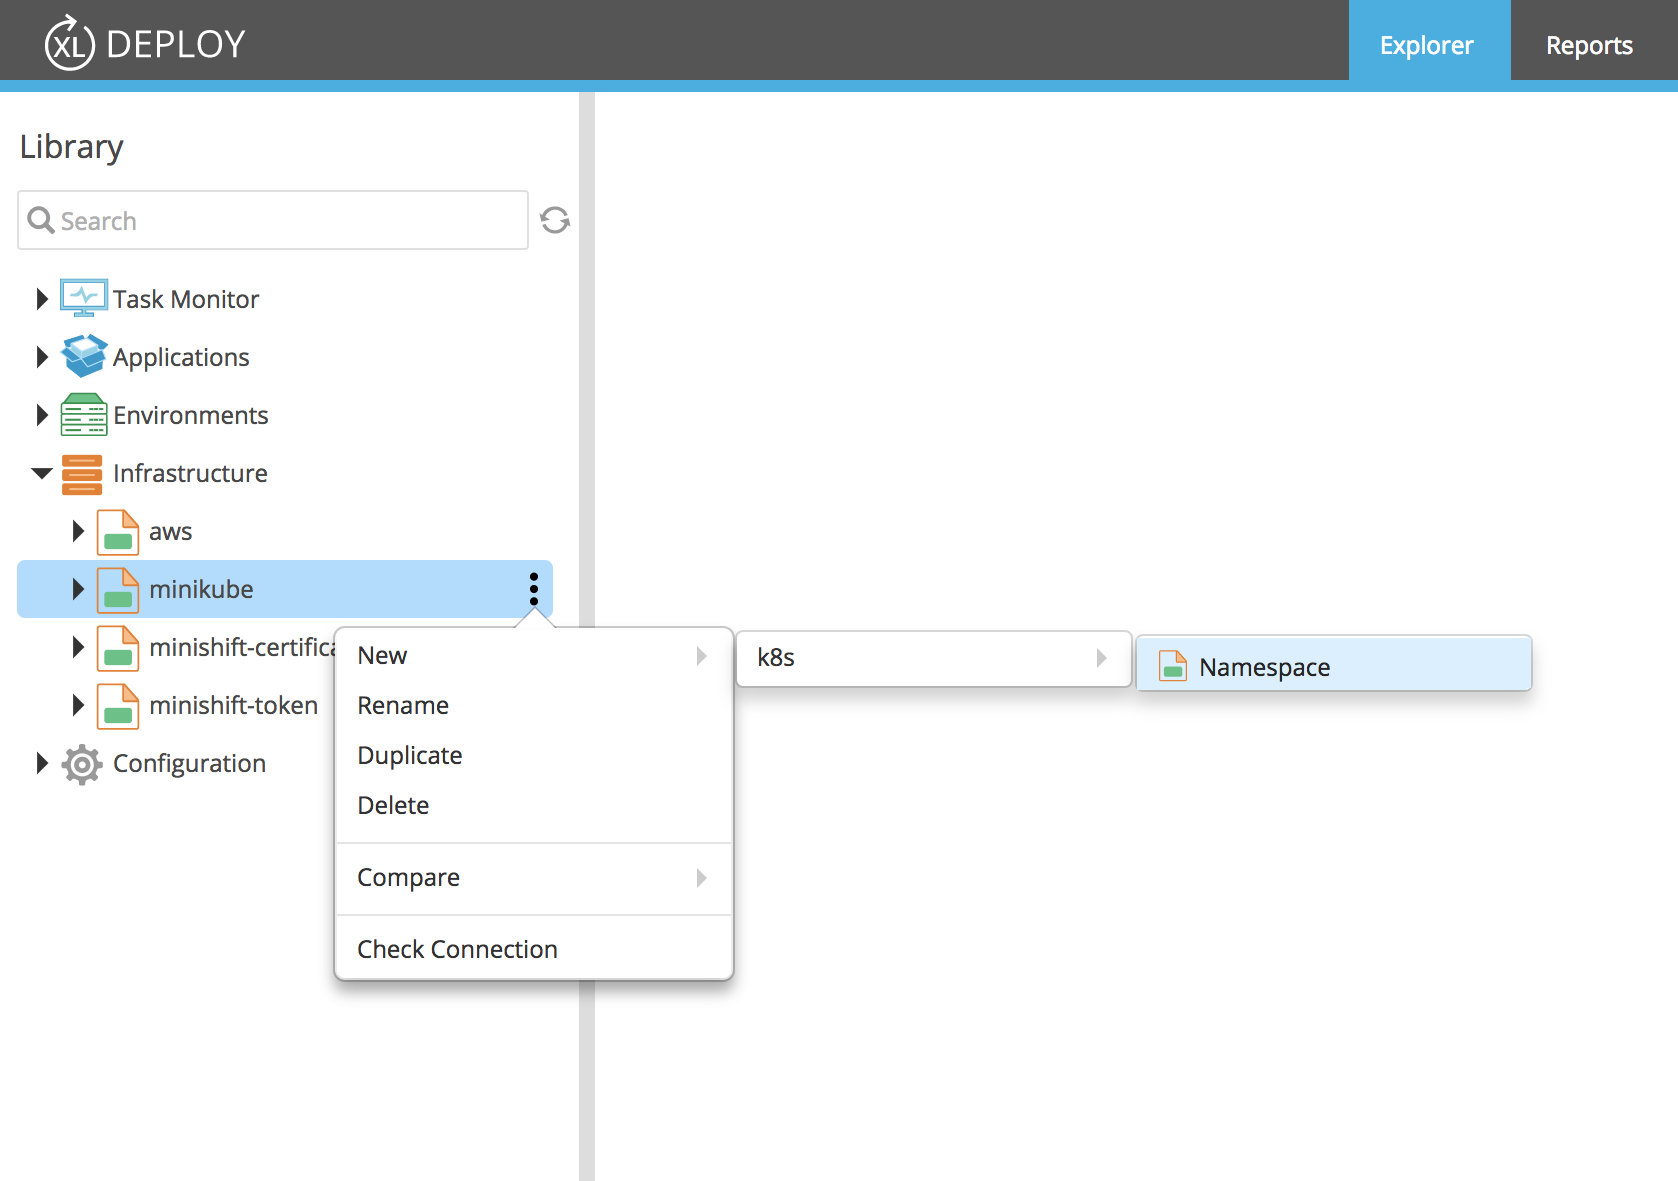 XL DEPLOY
Explorer
Reports
Library
Search
Task Monitor
Applications
Environments
Infrastructure
aws
minikube
minishift-certifica
minishift-token
Configuration
New
Rename
Duplicate
Delete
Compare
Check Connection
k8s
Namespace